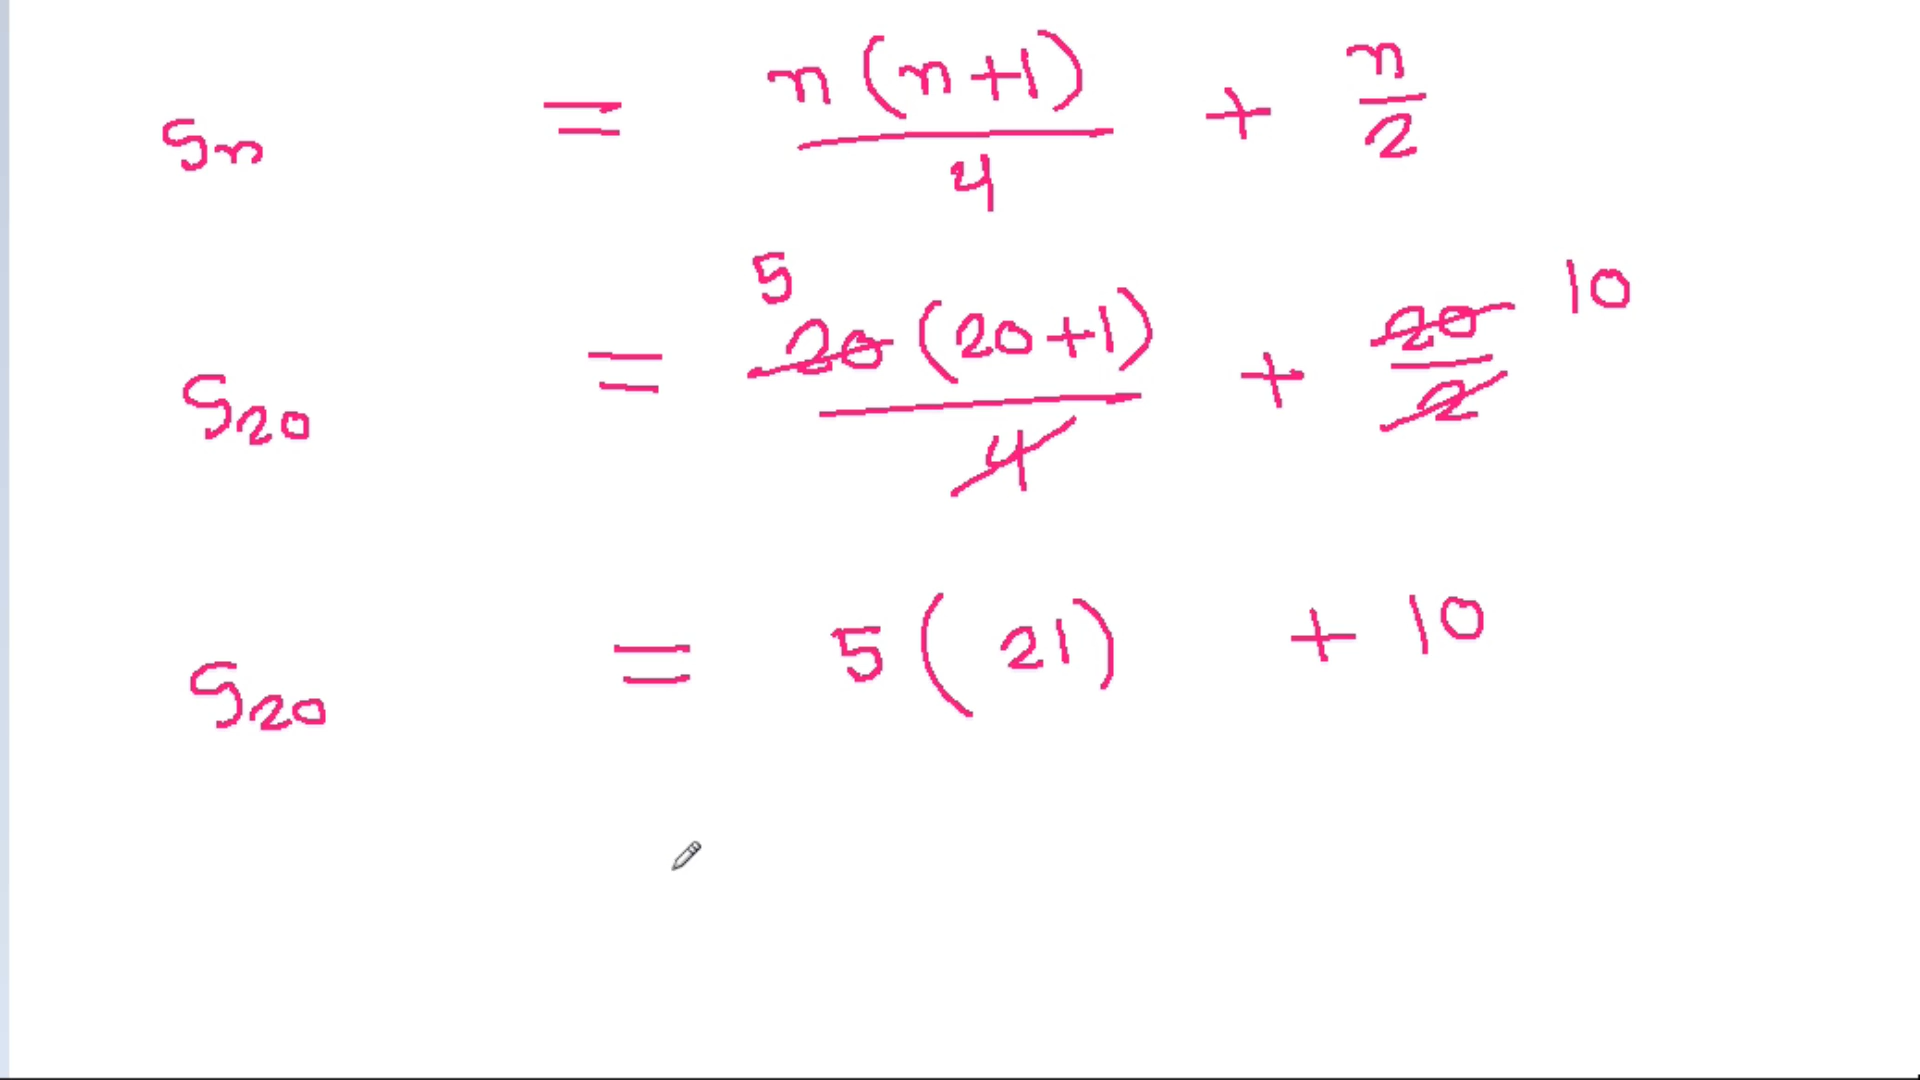 Sn = n(n+1)/4 + n/2
S20 = 5 20(20+1)/4 + 20/2 10
S20 = 5(21) + 10